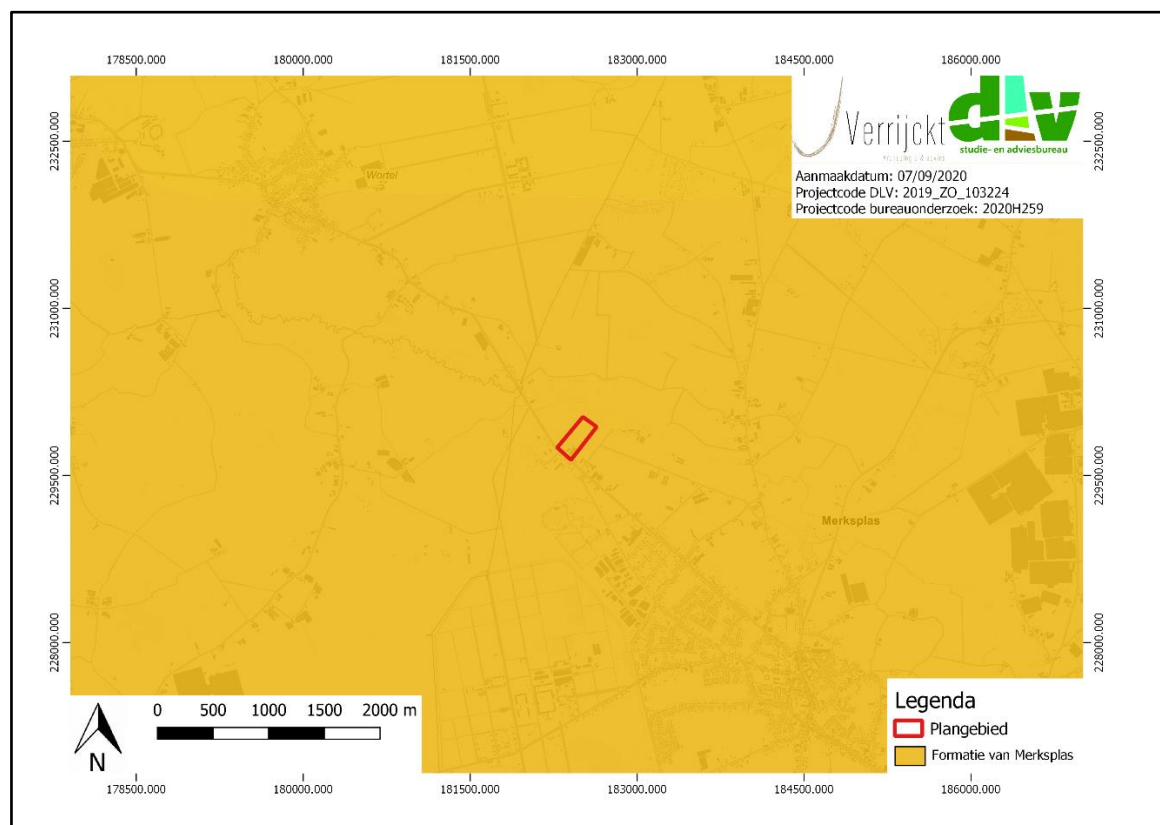 178500.000 180000.000 181500.000 183000.000 184500.000 186000.000
232500.000
231000.000
229500.000
228000.000
Verrijckt
dlv
studie- en adviesbureau
Aanmaakdatum: 07/09/2020
Projectcode DLV: 2019_ZO_103224
Projectcode bureauonderzoek: 2020H259
Wortel
Merksplas
232500.000
231000.000
229500.000
228000.000
0 500 1000 1500 2000 m
N
Legenda
Plangebied
Formatie van Merksplas
178500.000 180000.000 181500.000 183000.000 184500.000 186000.000